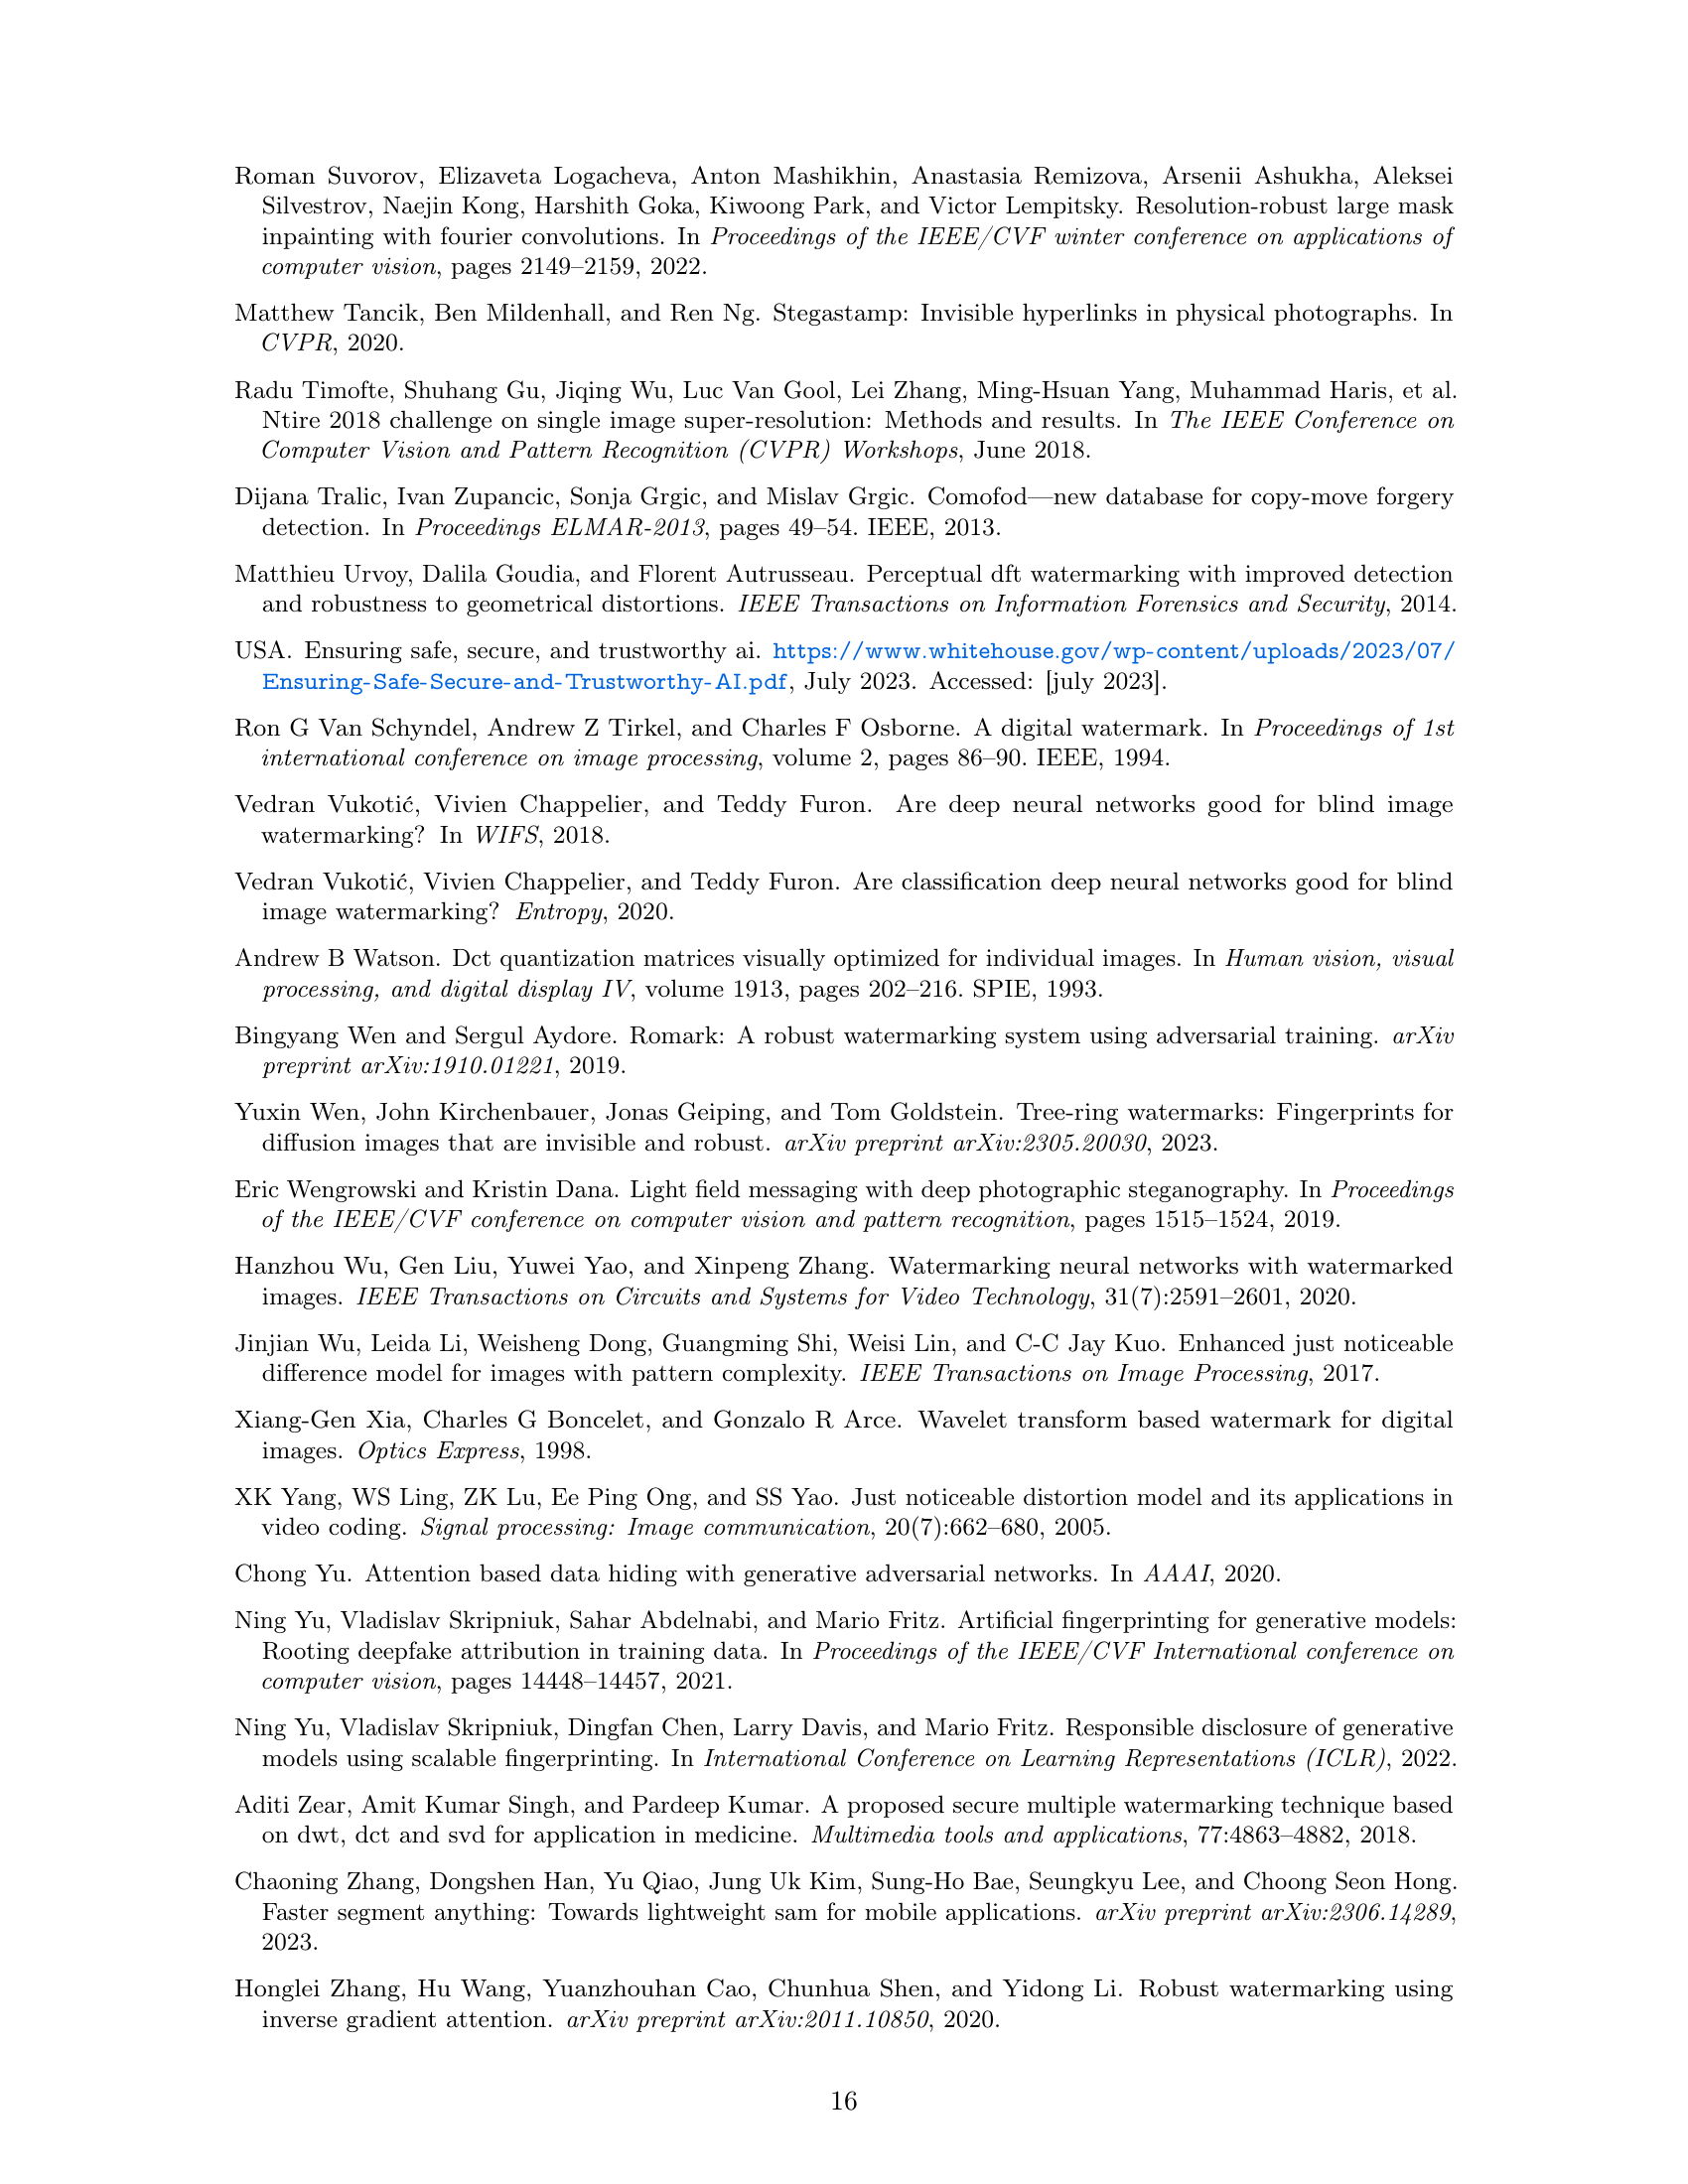 Roman Suvorov, Elizaveta Logacheva, Anton Mashikhin, Anastasia Remizova, Arsenii Ashukha, Aleksei
Silvestrov, Naejin Kong, Harshith Goka, Kiwoong Park, and Victor Lempitsky. Resolution-robust large mask
inpainting with fourier convolutions. In Proceedings of the IEEE/CVF winter conference on applications of
computer vision, pages 2149–2159, 2022.
Matthew Tancik, Ben Mildenhall, and Ren Ng. Stegastamp: Invisible hyperlinks in physical photographs. In
CVPR, 2020.
Radu Timofte, Shuhang Gu, Jiqing Wu, Luc Van Gool, Lei Zhang, Ming-Hsuan Yang, Muhammad Haris, et al.
Ntire 2018 challenge on single image super-resolution: Methods and results. In The IEEE Conference on
Computer Vision and Pattern Recognition (CVPR) Workshops, June 2018.
Dijana Tralic, Ivan Zupancic, Sonja Grgic, and Mislav Grgic. Comofod—new database for copy-move forgery
detection. In Proceedings ELMAR-2013, pages 49–54. IEEE, 2013.
Matthieu Urvoy, Dalila Goudia, and Florent Autrusseau. Perceptual dft watermarking with improved detection
and robustness to geometrical distortions. IEEE Transactions on Information Forensics and Security, 2014.
USA. Ensuring safe, secure, and trustworthy ai. https://www.whitehouse.gov/wp-content/uploads/2023/07/
Ensuring-Safe-Secure-and-Trustworthy-AI.pdf, July 2023. Accessed: [july 2023].
Ron G Van Schyndel, Andrew Z Tirkel, and Charles F Osborne. A digital watermark. In Proceedings of 1st
international conference on image processing, volume 2, pages 86–90. IEEE, 1994.
Vedran Vukotić, Vivien Chappelier, and Teddy Furon. Are deep neural networks good for blind image
watermarking? In WIFS, 2018.
Vedran Vukotić, Vivien Chappelier, and Teddy Furon. Are classification deep neural networks good for blind
image watermarking? Entropy, 2020.
Andrew B Watson. Dct quantization matrices visually optimized for individual images. In Human vision, visual
processing, and digital display IV, volume 1913, pages 202–216. SPIE, 1993.
Bingyang Wen and Sergul Aydore. Romark: A robust watermarking system using adversarial training. arXiv
preprint arXiv:1910.01221, 2019.
Yuxin Wen, John Kirchenbauer, Jonas Geiping, and Tom Goldstein. Tree-ring watermarks: Fingerprints for
diffusion images that are invisible and robust. arXiv preprint arXiv:2305.20030, 2023.
Eric Wengrowski and Kristin Dana. Light field messaging with deep photographic steganography. In Proceedings
of the IEEE/CVF conference on computer vision and pattern recognition, pages 1515–1524, 2019.
Hanzhou Wu, Gen Liu, Yuwei Yao, and Xinpeng Zhang. Watermarking neural networks with watermarked
images. IEEE Transactions on Circuits and Systems for Video Technology, 31(7):2591–2601, 2020.
Jinjian Wu, Leida Li, Weisheng Dong, Guangming Shi, Weisi Lin, and C-C Jay Kuo. Enhanced just noticeable
difference model for images with pattern complexity. IEEE Transactions on Image Processing, 2017.
Xiang-Gen Xia, Charles G Boncelet, and Gonzalo R Arce. Wavelet transform based watermark for digital
images. Optics Express, 1998.
XK Yang, WS Ling, ZK Lu, Ee Ping Ong, and SS Yao. Just noticeable distortion model and its applications in
video coding. Signal processing: Image communication, 20(7):662–680, 2005.
Chong Yu. Attention based data hiding with generative adversarial networks. In AAAI, 2020.
Ning Yu, Vladislav Skripniuk, Sahar Abdelnabi, and Mario Fritz. Artificial fingerprinting for generative models:
Rooting deepfake attribution in training data. In Proceedings of the IEEE/CVF International conference on
computer vision, pages 14448–14457, 2021.
Ning Yu, Vladislav Skripniuk, Dingfan Chen, Larry Davis, and Mario Fritz. Responsible disclosure of generative
models using scalable fingerprinting. In International Conference on Learning Representations (ICLR), 2022.
Aditi Zear, Amit Kumar Singh, and Pardeep Kumar. A proposed secure multiple watermarking technique based
on dwt, dct and svd for application in medicine. Multimedia tools and applications, 77:4863–4882, 2018.
Chaoning Zhang, Dongshen Han, Yu Qiao, Jung Uk Kim, Sung-Ho Bae, Seungkyu Lee, and Choong Seon Hong.
Faster segment anything: Towards lightweight sam for mobile applications. arXiv preprint arXiv:2306.14289,
2023.
Honglei Zhang, Hu Wang, Yuanzhouhan Cao, Chunhua Shen, and Yidong Li. Robust watermarking using
inverse gradient attention. arXiv preprint arXiv:2011.10850, 2020.
16